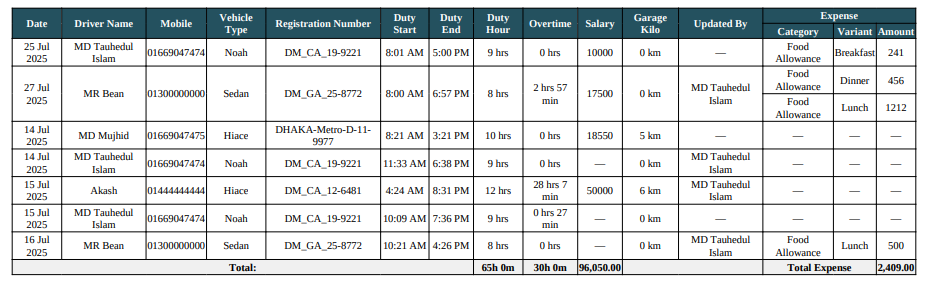 Date Driver Name Mobile Vehicle Type Registration Number Duty Start Duty End Duty Hour Overtime Salary Garage Kilo Updated By Expense
Category Variant Amount
25 Jul 2025 MD Tauhedul Islam 01669047474 Noah DM_CA_19-9221 8:01 AM 5:00 PM 9 hrs 0 hrs 10000 0 km — Food Allowance Breakfast 241
27 Jul 2025 MR Bean 01300000000 Sedan DM_GA_25-8772 8:00 AM 6:57 PM 8 hrs 2 hrs 57 min 17500 0 km MD Tauhedul Islam Food Allowance Dinner 456
Food Allowance Lunch 1212
14 Jul 2025 MD Mujhid 01669047475 Hiace DHAKA-Metro-D-11-9977 8:21 AM 3:21 PM 10 hrs 0 hrs 18550 5 km — — — —
14 Jul 2025 MD Tauhedul Islam 01669047474 Noah DM_CA_19-9221 11:33 AM 6:38 PM 9 hrs 0 hrs — 0 km MD Tauhedul Islam — — —
15 Jul 2025 Akash 01444444444 Hiace DM_CA_12-6481 4:24 AM 8:31 PM 12 hrs 28 hrs 7 min 50000 6 km MD Tauhedul Islam — — —
15 Jul 2025 MD Tauhedul Islam 01669047474 Noah DM_CA_19-9221 10:09 AM 7:36 PM 9 hrs 0 hrs 27 min — 0 km — — — —
16 Jul 2025 MR Bean 01300000000 Sedan DM_GA_25-8772 10:21 AM 4:26 PM 8 hrs 0 hrs — 0 km MD Tauhedul Islam Food Allowance Lunch 500
Total: 65h 0m 30h 0m 96,050.00 Total Expense 2,409.00